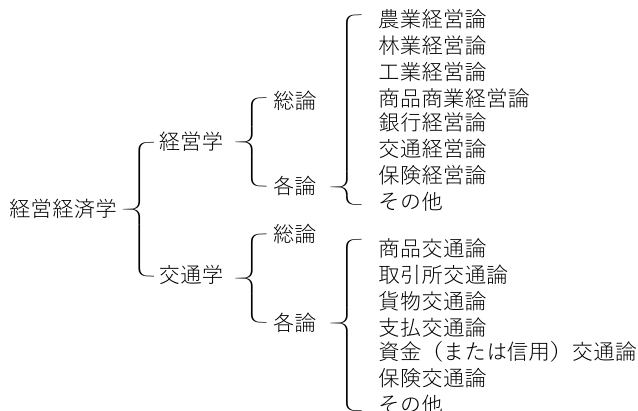 経営経済学
経営学
総論
各論
農業経営論
林業経営論
工業経営論
商品商業経営論
銀行経営論
交通経営論
保険経営論
その他
交通学
総論
各論
商品交通論
取引所交通論
貨物交通論
支払交通論
資金（または信用）交通論
保険交通論
その他